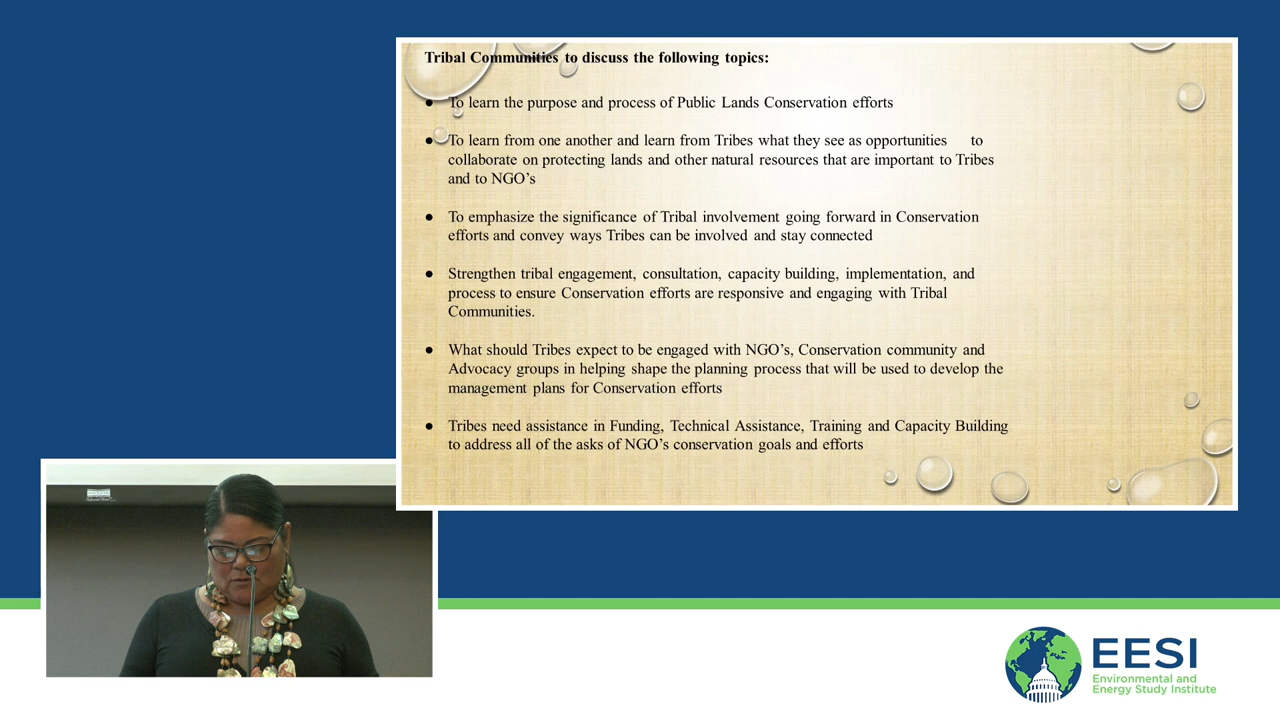 Tribal Communities to discuss the following topics:
● To learn the purpose and process of Public Lands Conservation efforts
● To learn from one another and learn from Tribes what they see as opportunities to
collaborate on protecting lands and other natural resources that are important to Tribes
and to NGO's
● To emphasize the significance of Tribal involvement going forward in Conservation
efforts and convey ways Tribes can be involved and stay connected
● Strengthen tribal engagement, consultation, capacity building, implementation, and
process to ensure Conservation efforts are responsive and engaging with Tribal
Communities.
● What should Tribes expect to be engaged with NGO's, Conservation community and
Advocacy groups in helping shape the planning process that will be used to develop the
management plans for Conservation efforts
● Tribes need assistance in Funding, Technical Assistance, Training and Capacity Building
to address all of the asks of NGO's conservation goals and efforts
EESI
Environmental and
Energy Study Institute